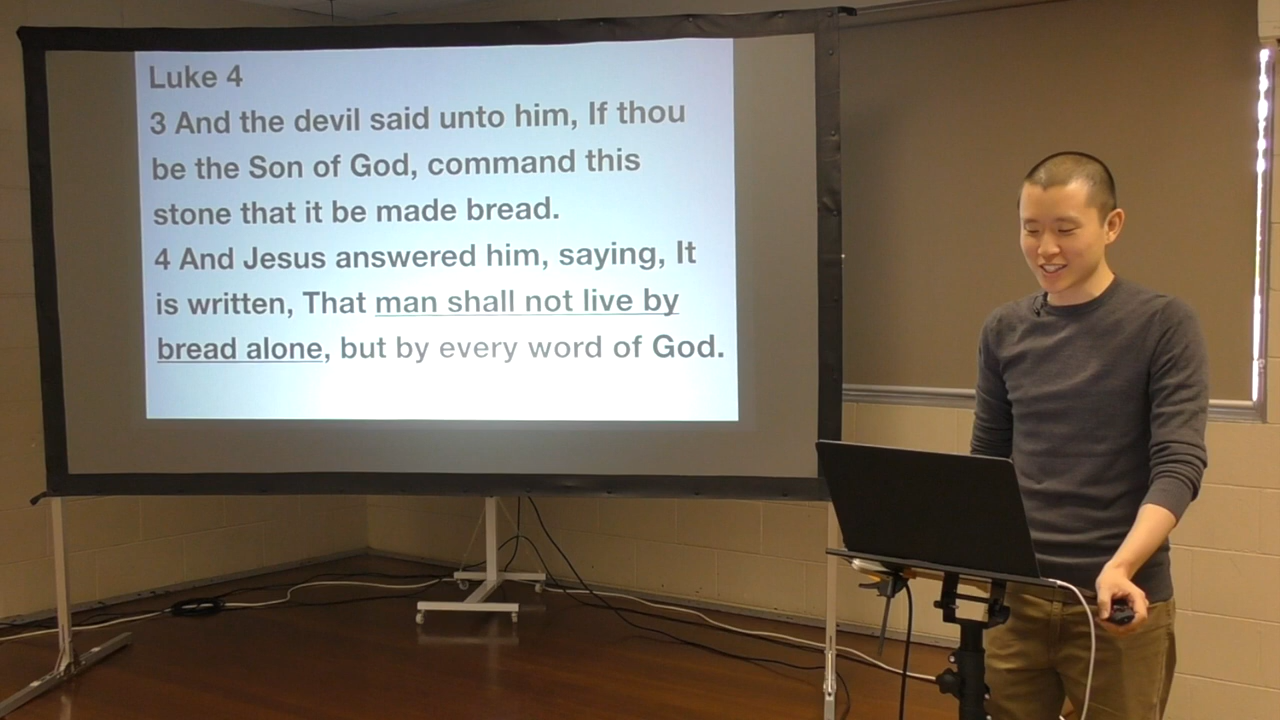 Luke 4
3 And the devil said unto him, If thou
be the Son of God, command this
stone that it be made bread.
4 And Jesus answered him, saying, It
is written, That man shall not live by
bread alone, but by every word of God.